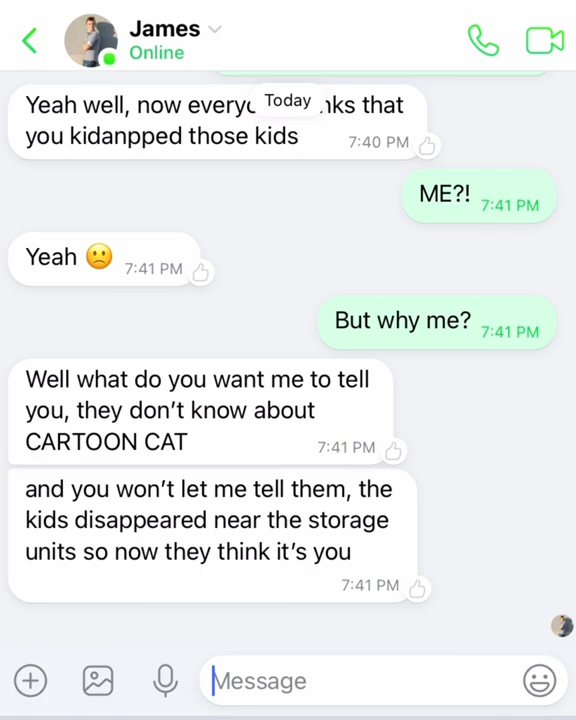 James
Online
Today
Yeah well, now that
you kidanpped those kids
7:40 PM
ME?!
7:41 PM
Yeah 🙁
7:41 PM
But why me?
7:41 PM
Well what do you want me to tell
you, they don’t know about
CARTOON CAT
7:41 PM
and you won’t let me tell them, the
kids disappeared near the storage
units so now they think it’s you
7:41 PM
Message